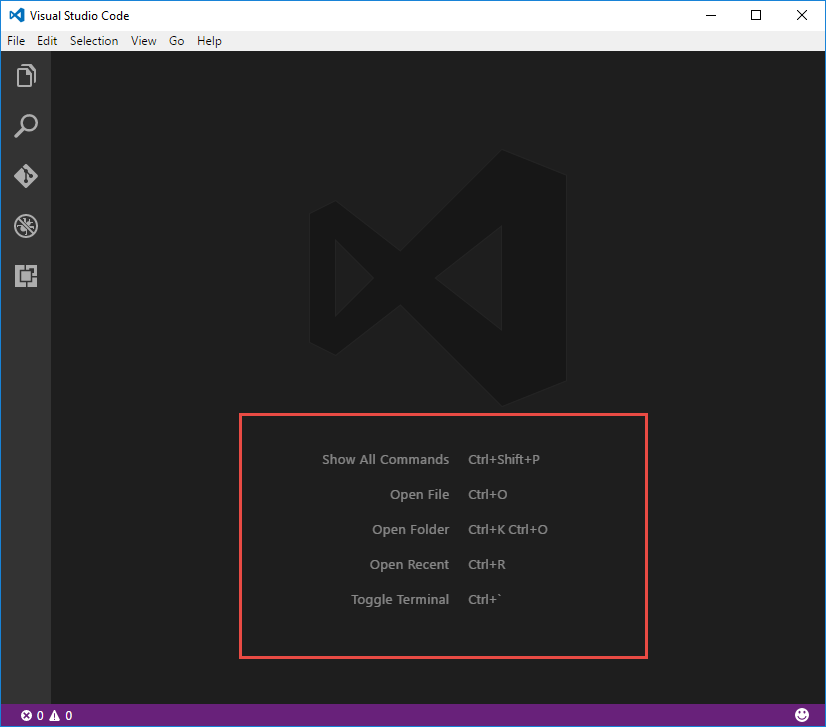 Visual Studio Code
File Edit Selection View Go Help
Show All Commands Ctrl+Shift+P
Open File Ctrl+O
Open Folder Ctrl+K Ctrl+O
Open Recent Ctrl+R
Toggle Terminal Ctrl+`
0 0